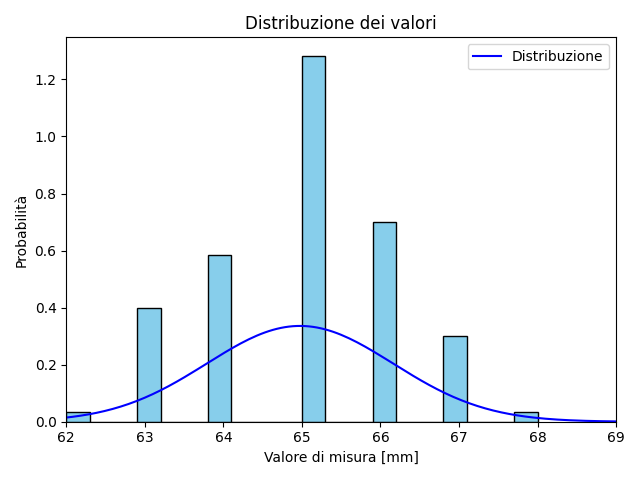 Distribuzione dei valori
Distribuzione
Probabilità
1.2
1.0
0.8
0.6
0.4
0.2
0.0
62 63 64 65 66 67 68 69
Valore di misura [mm]